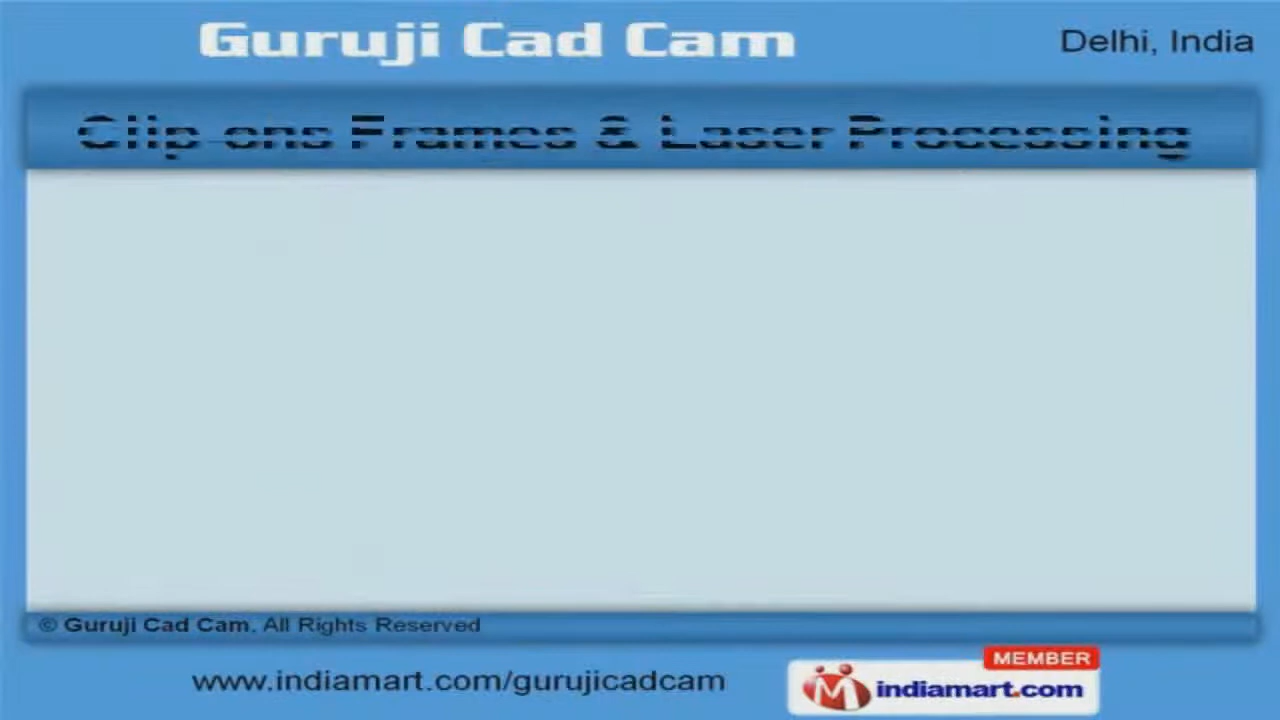 Guruji Cad Cam
Delhi, India
Clip-ons Frames & Laser Processing
© Guruji Cad Cam. All Rights Reserved
www.indiamart.com/gurujicadcam
MEMBER
indiamart.com